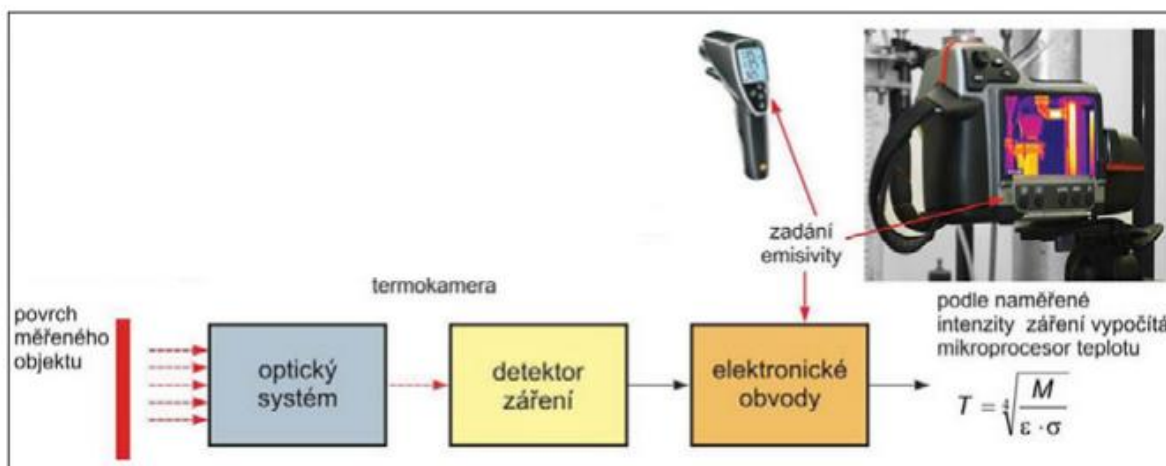 zadání
emisivity
termokamera
povrch
měřeného
objektu
optický
systém
detektor
záření
elektronické
obvody
podle naměřené
intenzity záření vypočítá
mikroprocesor teplotu
T = ∜(M / (ε · σ))